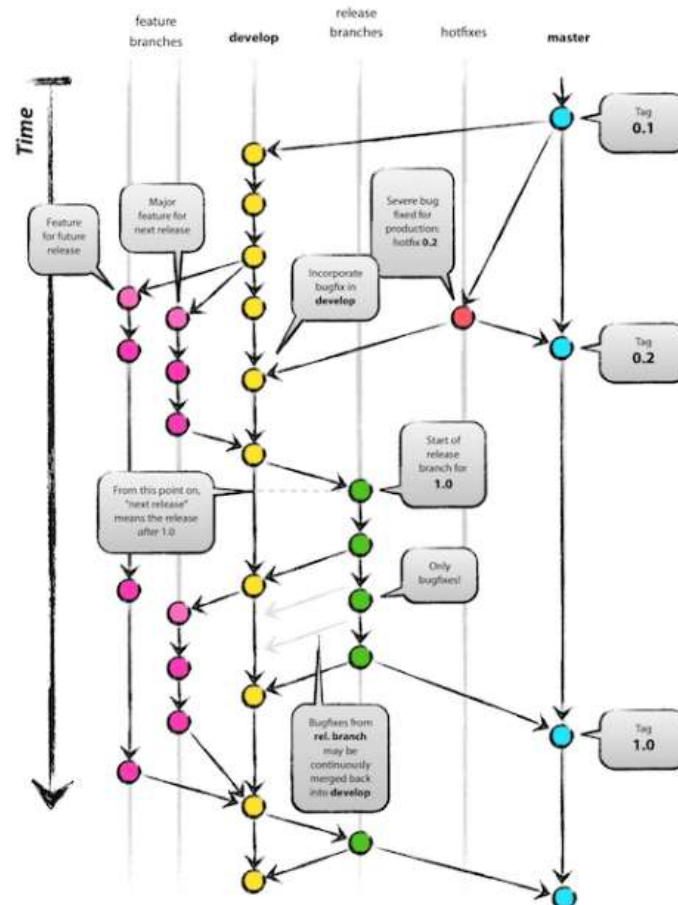 feature
branches
develop
release
branches
hotfixes
master
Time
Tag
0.1
Major
feature for
next release
Severe bug
fixed for
production:
hotfix 0.2
Feature
for future
release
Incorporate
bugfix in
develop
Tag
0.2
Start of
release
branch for
1.0
From this point on,
"next release"
means the release
after 1.0
Only
bugfixes!
Bugfixes from
rel. branch
may be
continuously
merged back
into develop
Tag
1.0